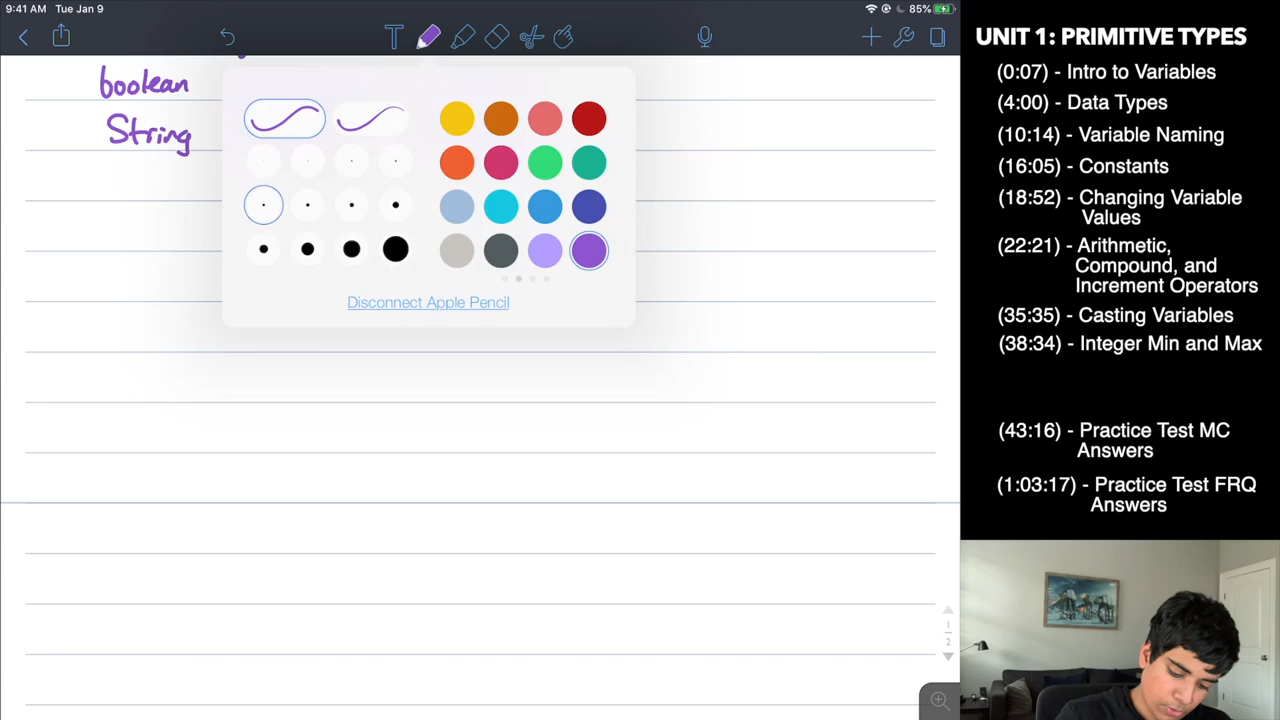 9:41 AM Tue Jan 9
85%
boolean
String
Disconnect Apple Pencil
1
2
UNIT 1: PRIMITIVE TYPES
(0:07) - Intro to Variables
(4:00) - Data Types
(10:14) - Variable Naming
(16:05) - Constants
(18:52) - Changing Variable
Values
(22:21) - Arithmetic,
Compound, and
Increment Operators
(35:35) - Casting Variables
(38:34) - Integer Min and Max
(43:16) - Practice Test MC
Answers
(1:03:17) - Practice Test FRQ
Answers